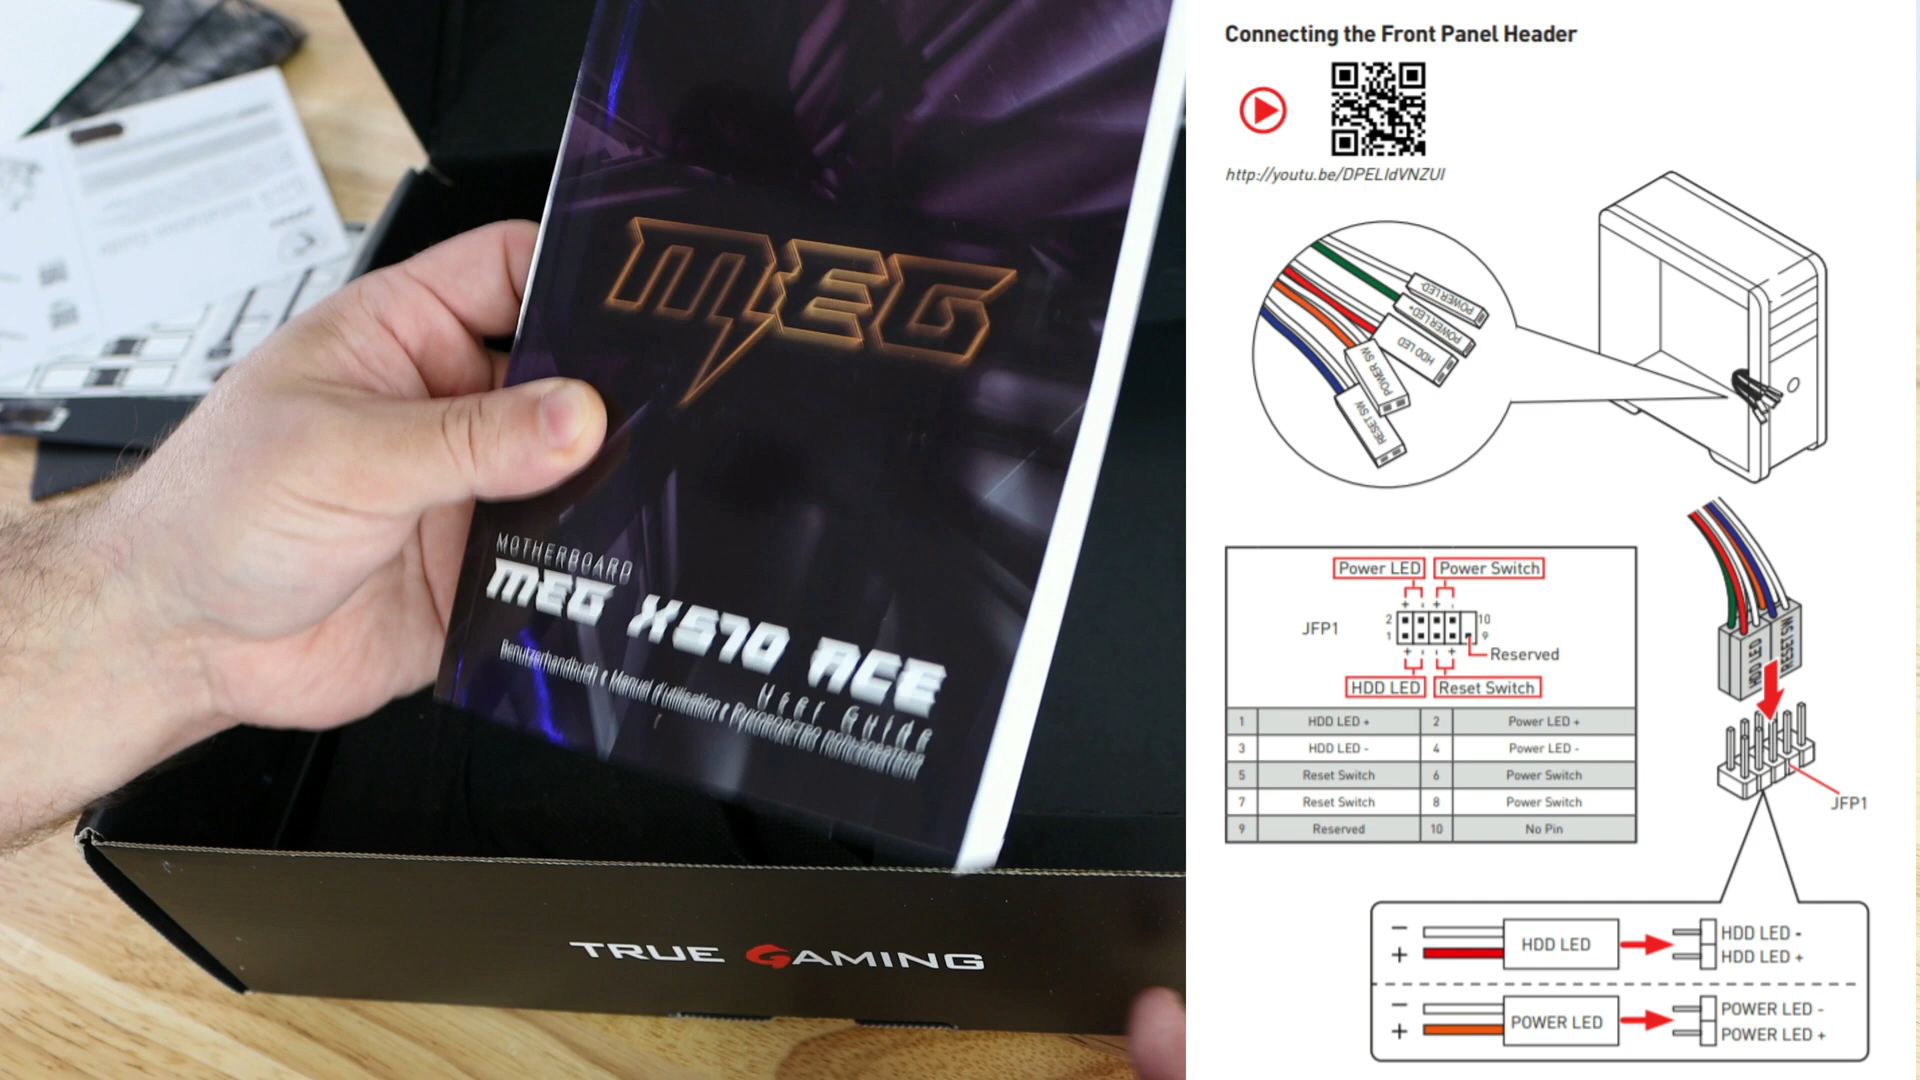 MEG
MOTHERBOARD
MEG X570 ACE
User Guide
Benutzerhandbuch • Manuel d'utilisation • Руководство пользователя
TRUE GAMING
Connecting the Front Panel Header
http://youtu.be/DPELIdVNZUI
POWER LED-
POWER LED+
HDD LED
POWER SW
RESET SW
Power LED Power Switch
+ - + -
2 10
JFP1
1 9
+ - - +
Reserved
HDD LED Reset Switch
1 HDD LED + 2 Power LED +
3 HDD LED - 4 Power LED -
5 Reset Switch 6 Power Switch
7 Reset Switch 8 Power Switch
9 Reserved 10 No Pin
HDD LED
RESET SW
JFP1
− HDD LED HDD LED -
+ HDD LED +
− POWER LED POWER LED -
+ POWER LED +